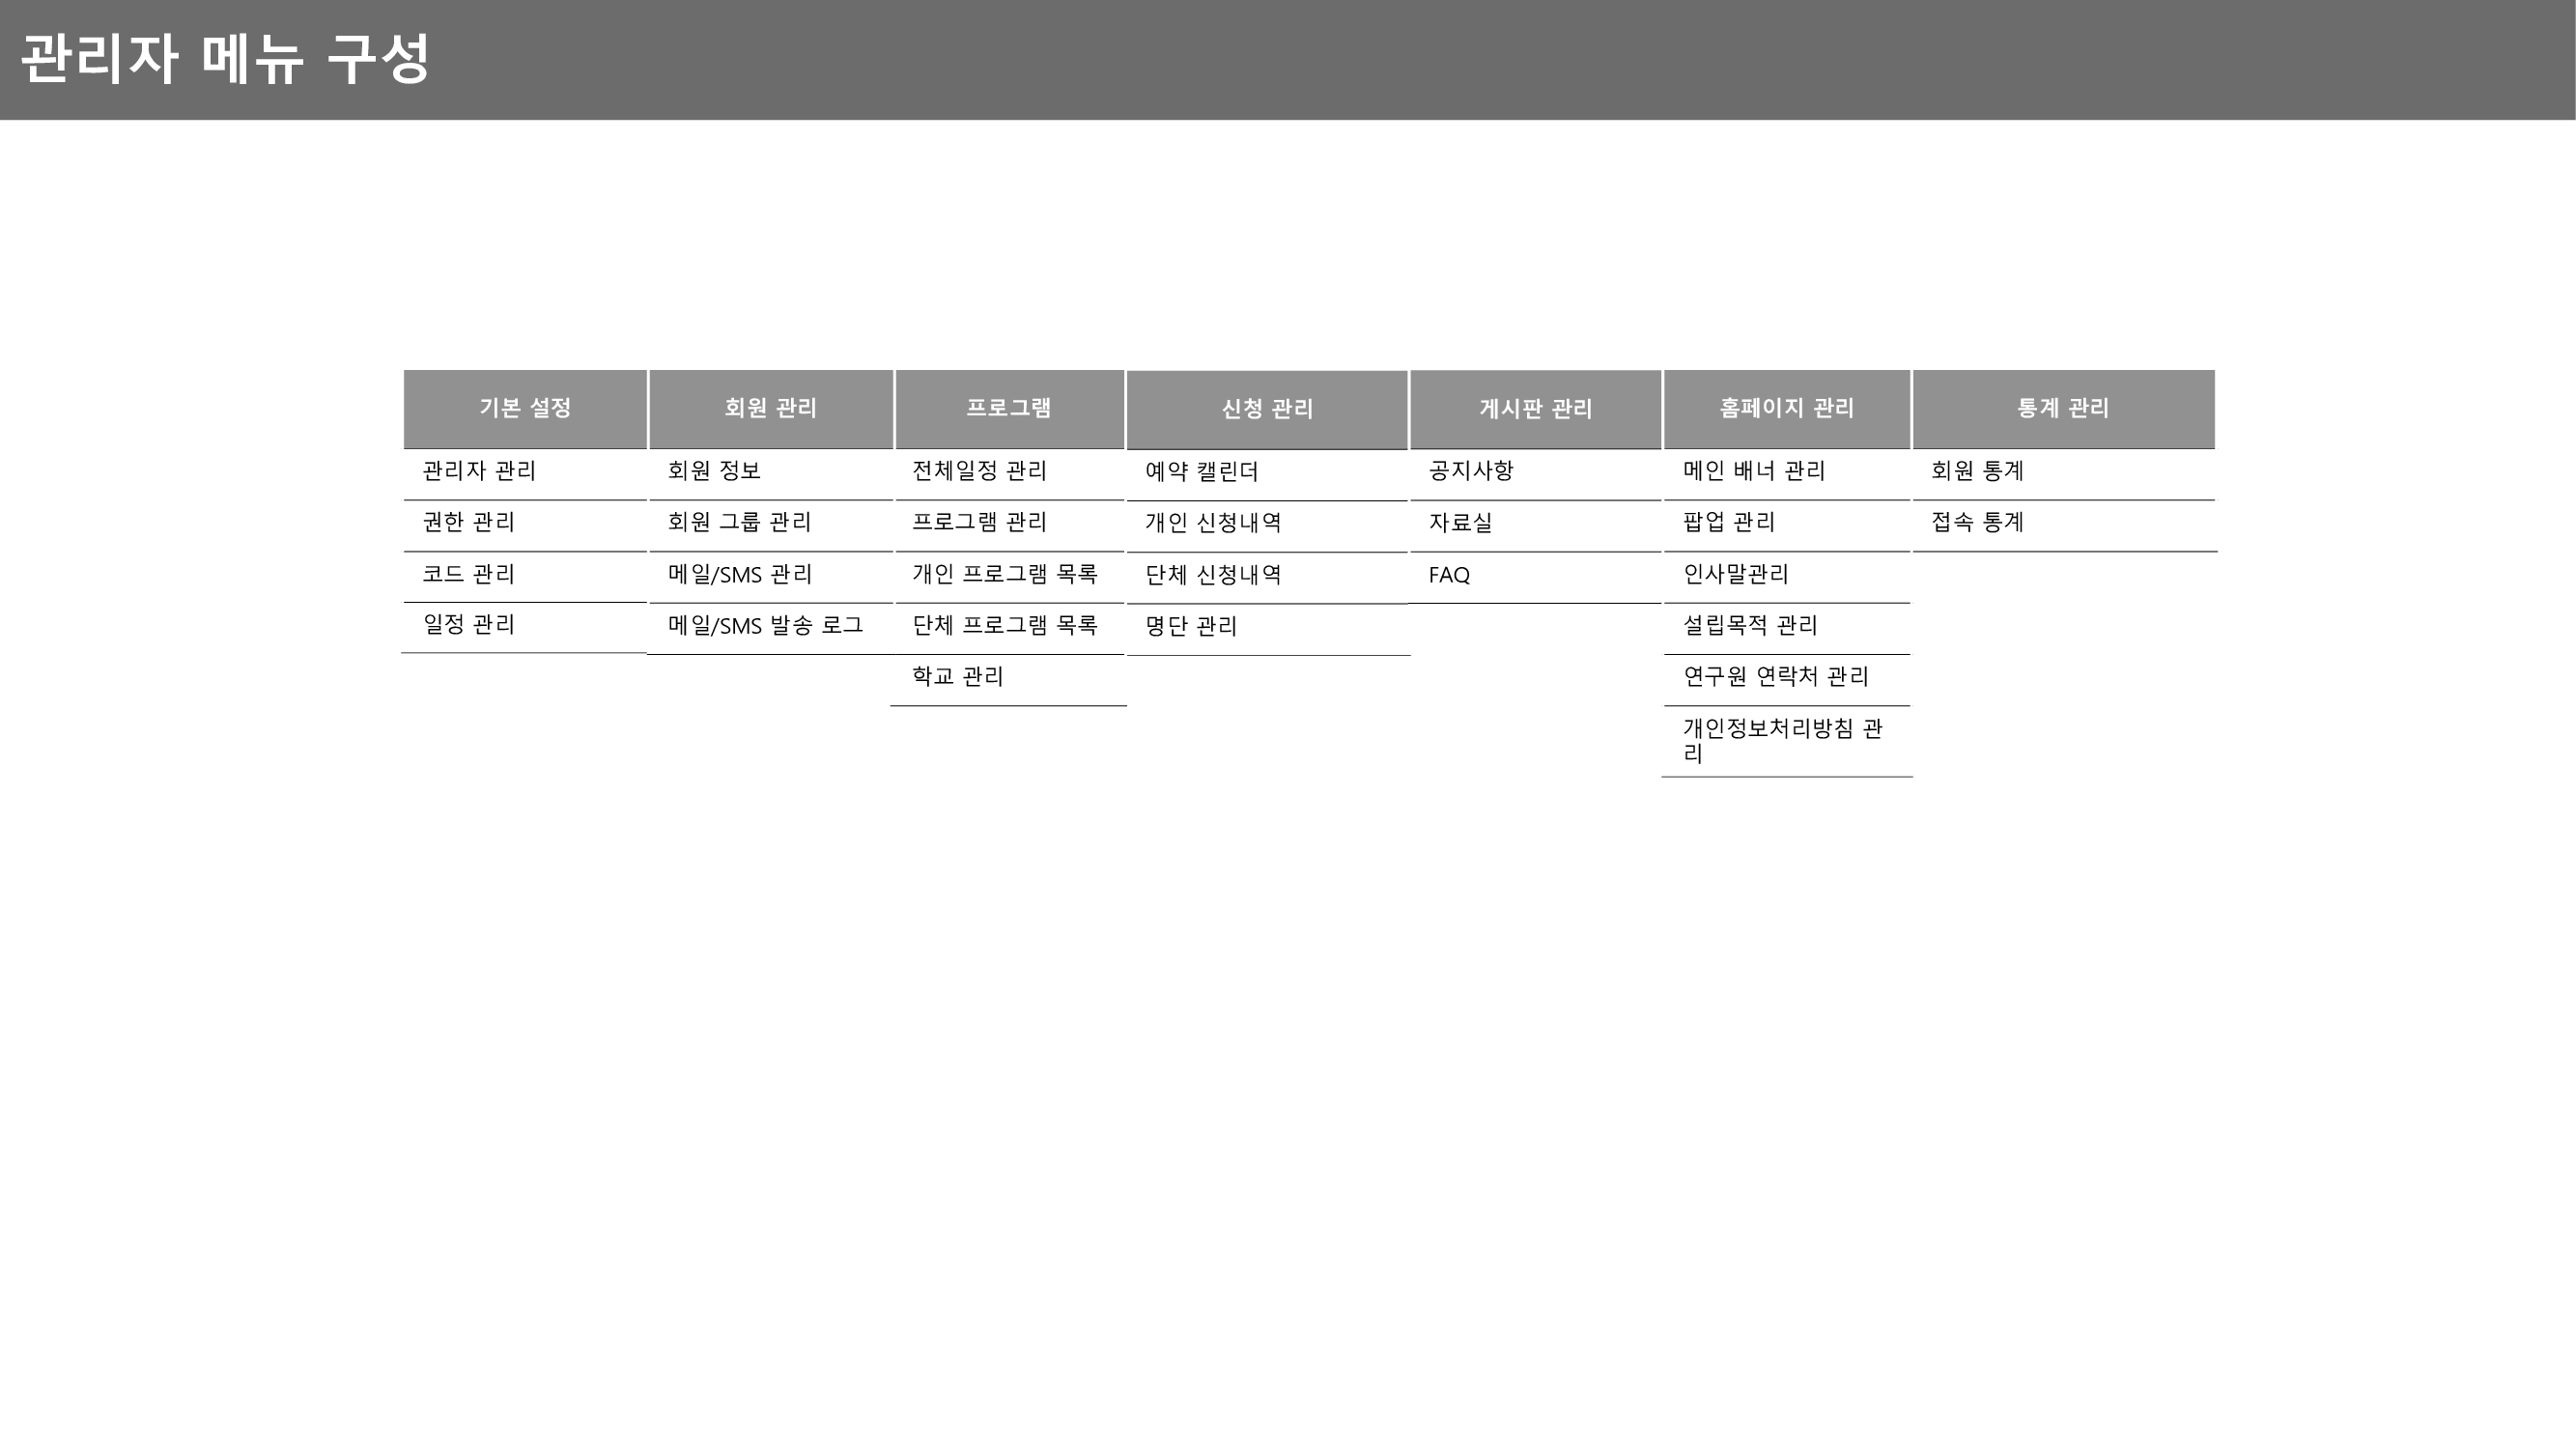 관리자 메뉴 구성
기본 설정
관리자 관리
권한 관리
코드 관리
일정 관리
회원 관리
회원 정보
회원 그룹 관리
메일/SMS 관리
메일/SMS 발송 로그
프로그램
전체일정 관리
프로그램 관리
개인 프로그램 목록
단체 프로그램 목록
학교 관리
신청 관리
예약 캘린더
개인 신청내역
단체 신청내역
명단 관리
게시판 관리
공지사항
자료실
FAQ
홈페이지 관리
메인 배너 관리
팝업 관리
인사말관리
설립목적 관리
연구원 연락처 관리
개인정보처리방침 관
리
통계 관리
회원 통계
접속 통계